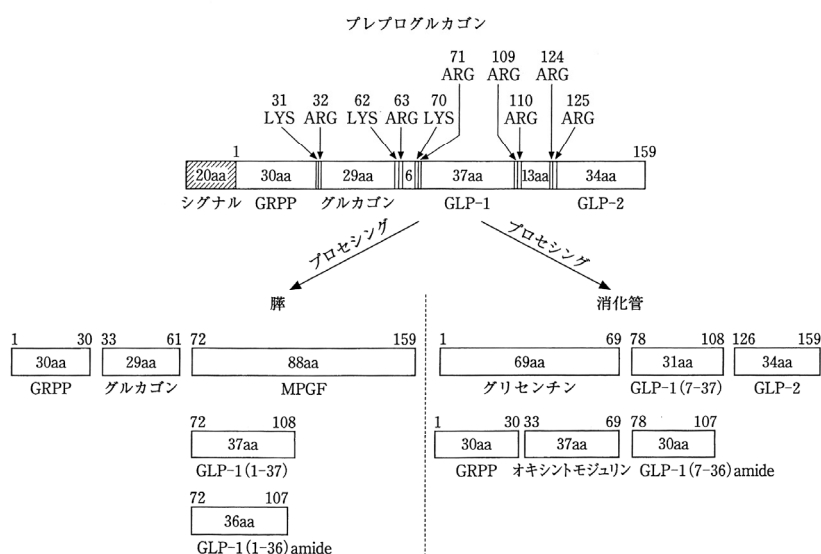 プレプログルカゴン
71 109 124
ARG ARG ARG
31 32 62 63 70
LYS ARG LYS ARG LYS
110 125
ARG ARG
1 159
20aa 30aa 29aa 6 37aa 13aa 34aa
シグナル GRPP グルカゴン GLP-1 GLP-2
プロセシング プロセシング
膵 消化管
1 30 33 61 72 159
30aa 29aa 88aa
GRPP グルカゴン MPGF
72 108
37aa
GLP-1(1-37)
72 107
36aa
GLP-1(1-36)amide
1 69 78 108 126 159
69aa 31aa 34aa
グリセンチン GLP-1(7-37) GLP-2
1 30 33 69 78 107
30aa 37aa 30aa
GRPP オキシントモジュリン GLP-1(7-36)amide